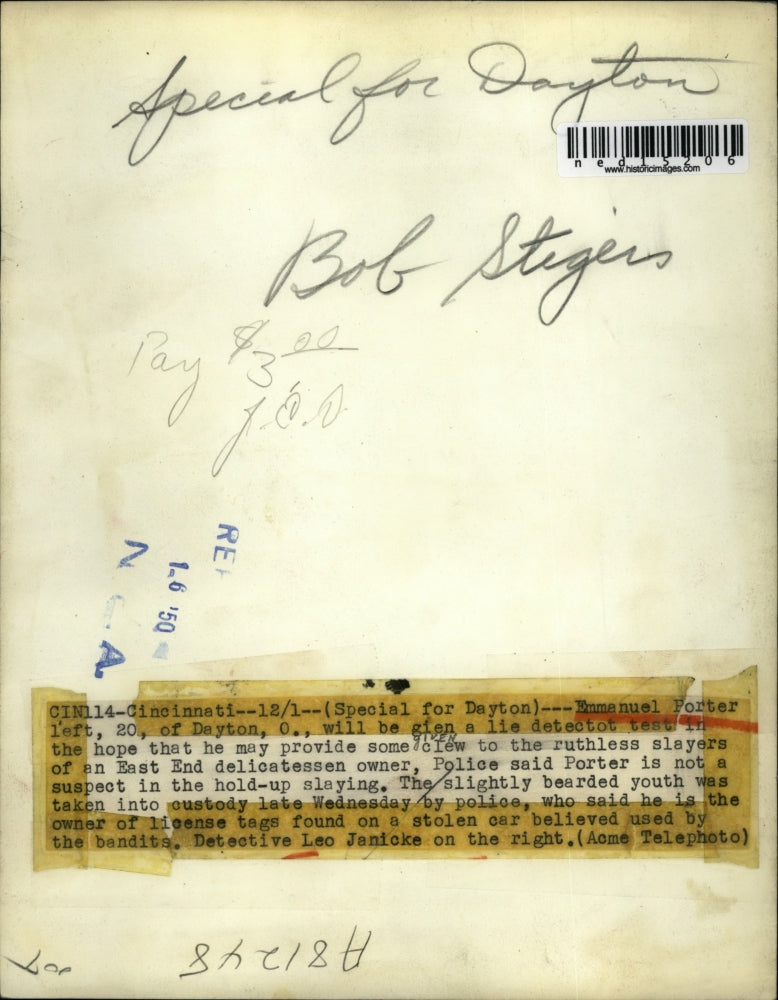 Special for Dayton
ned15206
www.historicimages.com
Bob Stegers
Pay $3.00
J.E.D.
RE
1-6 '50
N A
CIN114-Cincinnati--12/1--(Special for Dayton)---Emmanuel Porter
left, 20, of Dayton, O., will be gien a lie detectot test in
GIVEN
the hope that he may provide some clew to the ruthless slayers
of an East End delicatessen owner, Police said Porter is not a
suspect in the hold-up slaying. The slightly bearded youth was
taken into custody late Wednesday by police, who said he is the
owner of license tags found on a stolen car believed used by
the bandits. Detective Leo Janicke on the right.(Acme Telephoto)
A81248